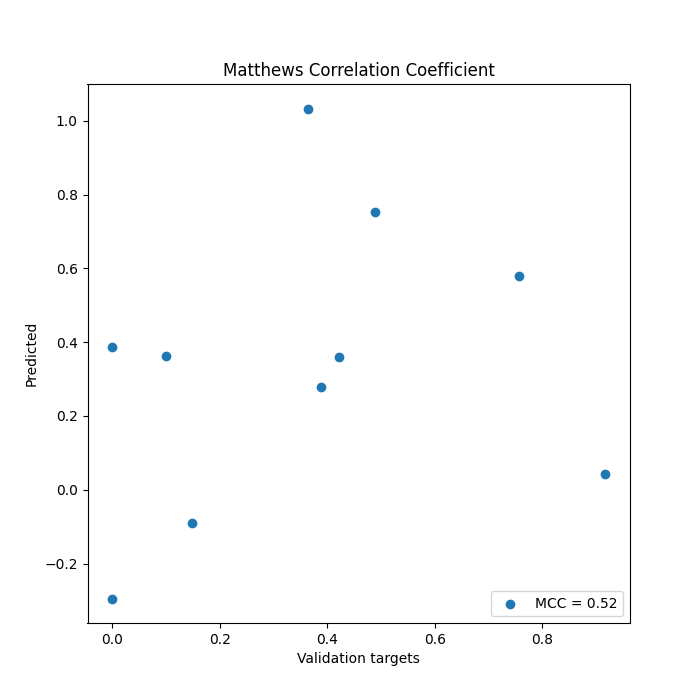 Matthews Correlation Coefficient
1.0
0.8
0.6
0.4
0.2
0.0
−0.2
Predicted
MCC = 0.52
0.0 0.2 0.4 0.6 0.8
Validation targets